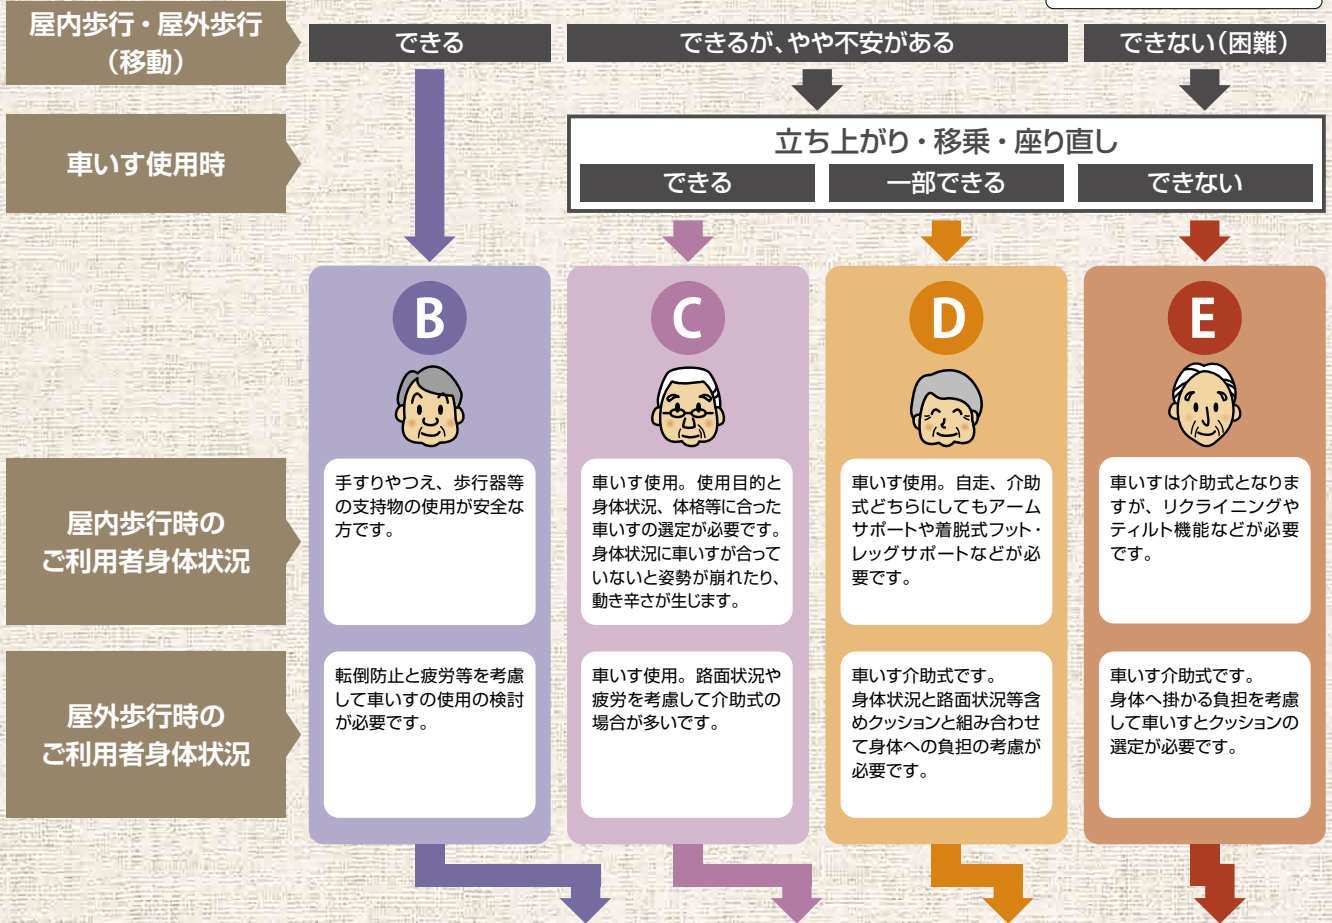 屋内歩行・屋外歩行
(移動)
できる
できるが、やや不安がある
できない(困難)
車いす使用時
立ち上がり・移乗・座り直し
できる
一部できる
できない
B
C
D
E
屋内歩行時の
ご利用者身体状況
手すりやつえ、歩行器等
の支持物の使用が安全な
方です。
車いす使用。使用目的と
身体状況、体格等に合った
車いすの選定が必要です。
身体状況に車いすが合って
いないと姿勢が崩れたり、
動き辛さが生じます。
車いす使用。自走、介助
式どちらにしてもアーム
サポートや着脱式フット・
レッグサポートなどが必
要です。
車いすは介助式となりま
すが、リクライニングや
ティルト機能などが必要
です。
屋外歩行時の
ご利用者身体状況
転倒防止と疲労等を考慮
して車いすの使用の検討
が必要です。
車いす使用。路面状況や
疲労を考慮して介助式の
場合が多いです。
車いす介助式です。
身体状況と路面状況等含
めクッションと組み合わせ
て身体への負担の考慮が
必要です。
車いす介助式です。
身体へ掛かる負担を考慮
して車いすとクッションの
選定が必要です。